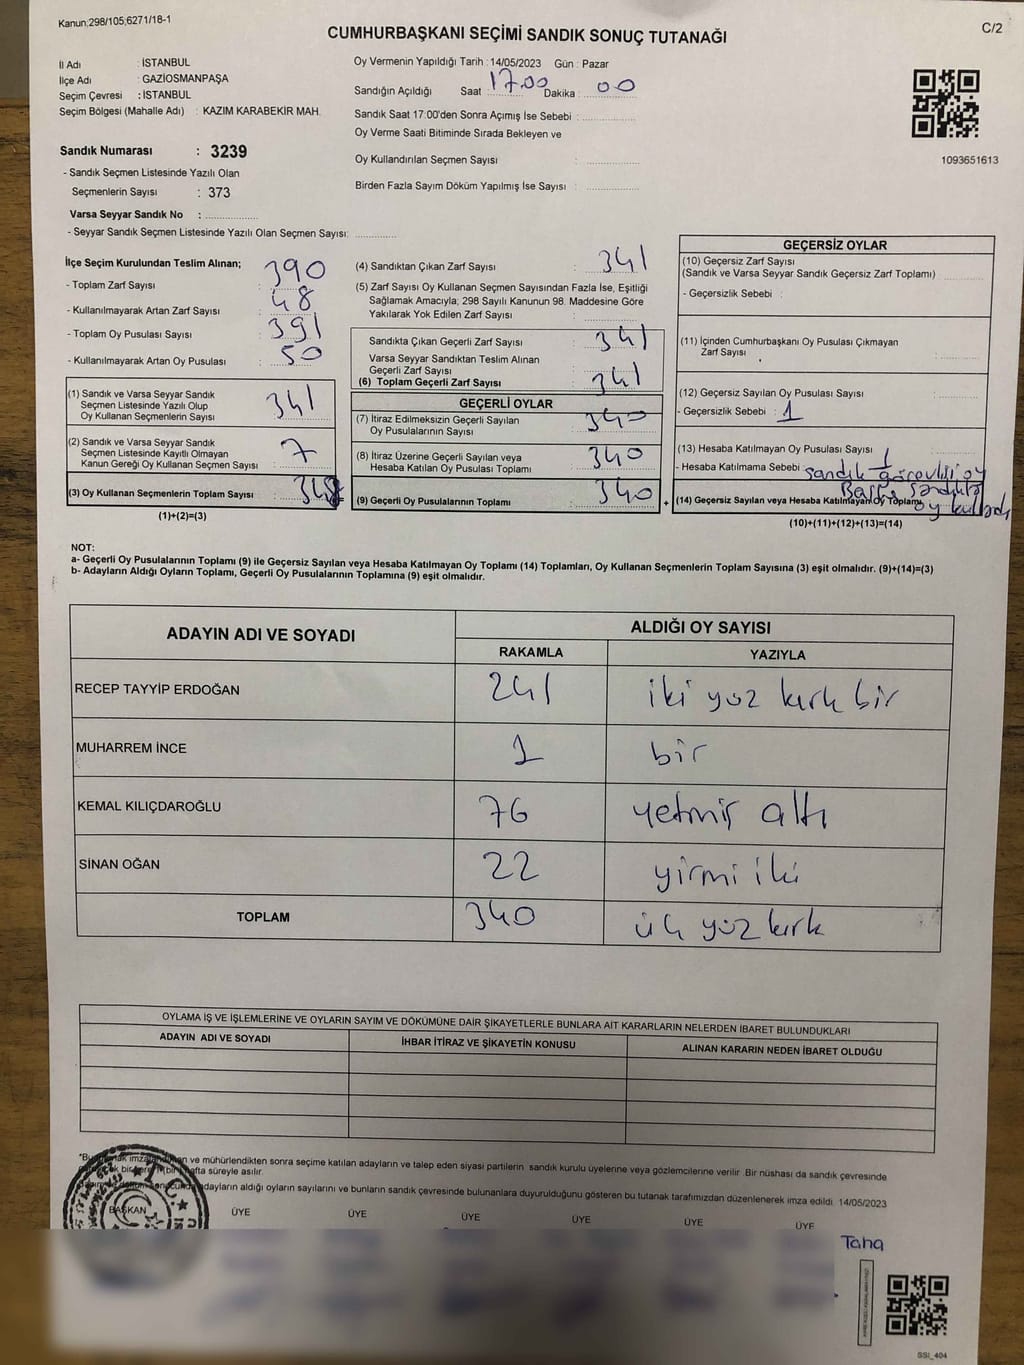 Kanun;298/105,6271/18-1
C/2
CUMHURBAŞKANI SEÇİMİ SANDIK SONUÇ TUTANAĞI
İl Adı : İSTANBUL
İlçe Adı : GAZİOSMANPAŞA
Seçim Çevresi : İSTANBUL
Seçim Bölgesi (Mahalle Adı) : KAZIM KARABEKİR MAH.
Oy Vermenin Yapıldığı Tarih : 14/05/2023 Gün : Pazar
Sandığın Açıldığı Saat : 17.00 Dakika : 00
Sandık Saat 17:00'den Sonra Açımış İse Sebebi :
Oy Verme Saati Bitiminde Sırada Bekleyen ve
Oy Kullandırılan Seçmen Sayısı :
Birden Fazla Sayım Döküm Yapılmış İse Sayısı :
1093651613
Sandık Numarası : 3239
- Sandık Seçmen Listesinde Yazılı Olan
Seçmenlerin Sayısı : 373
Varsa Seyyar Sandık No :
- Seyyar Sandık Seçmen Listesinde Yazılı Olan Seçmen Sayısı:
İlçe Seçim Kurulundan Teslim Alınan;
- Toplam Zarf Sayısı : 390
- Kullanılmayarak Artan Zarf Sayısı : 48
- Toplam Oy Pusulası Sayısı : 391
- Kullanılmayarak Artan Oy Pusulası : 50
(1) Sandık ve Varsa Seyyar Sandık
Seçmen Listesinde Yazılı Olup
Oy Kullanan Seçmenlerin Sayısı : 341
(2) Sandık ve Varsa Seyyar Sandık
Seçmen Listesinde Kayıtlı Olmayan
Kanun Gereği Oy Kullanan Seçmen Sayısı : 7
(3) Oy Kullanan Seçmenlerin Toplam Sayısı : 348
(1)+(2)=(3)
(4) Sandıktan Çıkan Zarf Sayısı : 341
(5) Zarf Sayısı Oy Kullanan Seçmen Sayısından Fazla İse, Eşitliği
Sağlamak Amacıyla; 298 Sayılı Kanunun 98. Maddesine Göre
Yakılarak Yok Edilen Zarf Sayısı :
Sandıkta Çıkan Geçerli Zarf Sayısı : 341
Varsa Seyyar Sandıktan Teslim Alınan
Geçerli Zarf Sayısı :
(6) Toplam Geçerli Zarf Sayısı : 341
GEÇERLİ OYLAR
(7) İtiraz Edilmeksizin Geçerli Sayılan
Oy Pusulalarının Sayısı : 340
(8) İtiraz Üzerine Geçerli Sayılan veya
Hesaba Katılan Oy Pusulası Toplamı : 340
(9) Geçerli Oy Pusulalarının Toplamı : 340
GEÇERSİZ OYLAR
(10) Geçersiz Zarf Sayısı
(Sandık ve Varsa Seyyar Sandık Geçersiz Zarf Toplamı)
- Geçersizlik Sebebi :
(11) İçinden Cumhurbaşkanı Oy Pusulası Çıkmayan
Zarf Sayısı :
(12) Geçersiz Sayılan Oy Pusulası Sayısı :
- Geçersizlik Sebebi : 1
(13) Hesaba Katılmayan Oy Pusulası Sayısı : 1
- Hesaba Katılmama Sebebi : sandık görevlili oy
Başka sandıkta
(14) Geçersiz Sayılan veya Hesaba Katılmayan Oy Toplamı
oy kullandı
(10)+(11)+(12)+(13)=(14)
NOT:
a- Geçerli Oy Pusulalarının Toplamı (9) ile Geçersiz Sayılan veya Hesaba Katılmayan Oy Toplamı (14) Toplamları, Oy Kullanan Seçmenlerin Toplam Sayısına (3) eşit olmalıdır. (9)+(14)=(3)
b- Adayların Aldığı Oyların Toplamı, Geçerli Oy Pusulalarının Toplamına (9) eşit olmalıdır.
ADAYIN ADI VE SOYADI
ALDIĞI OY SAYISI
RAKAMLA YAZIYLA
RECEP TAYYİP ERDOĞAN 241 iki yüz kırk bir
MUHARREM İNCE 1 bir
KEMAL KILIÇDAROĞLU 76 yetmiş altı
SİNAN OĞAN 22 yirmi iki
TOPLAM 340 üç yüz kırk
OYLAMA İŞ VE İŞLEMLERİNE VE OYLARIN SAYIM VE DÖKÜMÜNE DAİR ŞİKAYETLERLE BUNLARA AİT KARARLARIN NELERDEN İBARET BULUNDUKLARI
ADAYIN ADI VE SOYADI İHBAR İTİRAZ VE ŞİKAYETİN KONUSU ALINAN KARARIN NEDEN İBARET OLDUĞU
ve mühürlendikten sonra seçime katılan adayların ve talep eden siyasi partilerin sandık kurulu üyelerine veya gözlemcilerine verilir. Bir nüshası da sandık çevresinde
süreyle asılır.
adayların aldığı oyların sayılarını ve bunların sandık çevresinde bulunanlara duyurulduğunu gösteren bu tutanak tarafımızdan düzenlenerek imza edildi. 14/05/2023
BAŞKAN ÜYE ÜYE ÜYE ÜYE ÜYE ÜYE
Taha
SSI_404